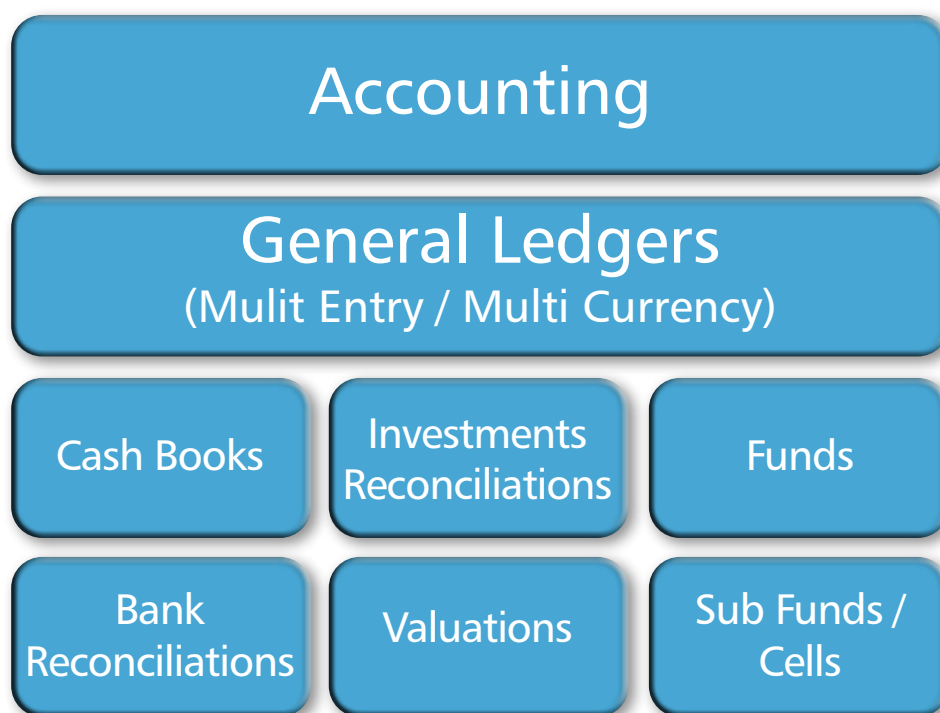 Accounting
General Ledgers
(Mulit Entry / Multi Currency)
Cash Books
Investments
Reconciliations
Funds
Bank
Reconciliations
Valuations
Sub Funds /
Cells